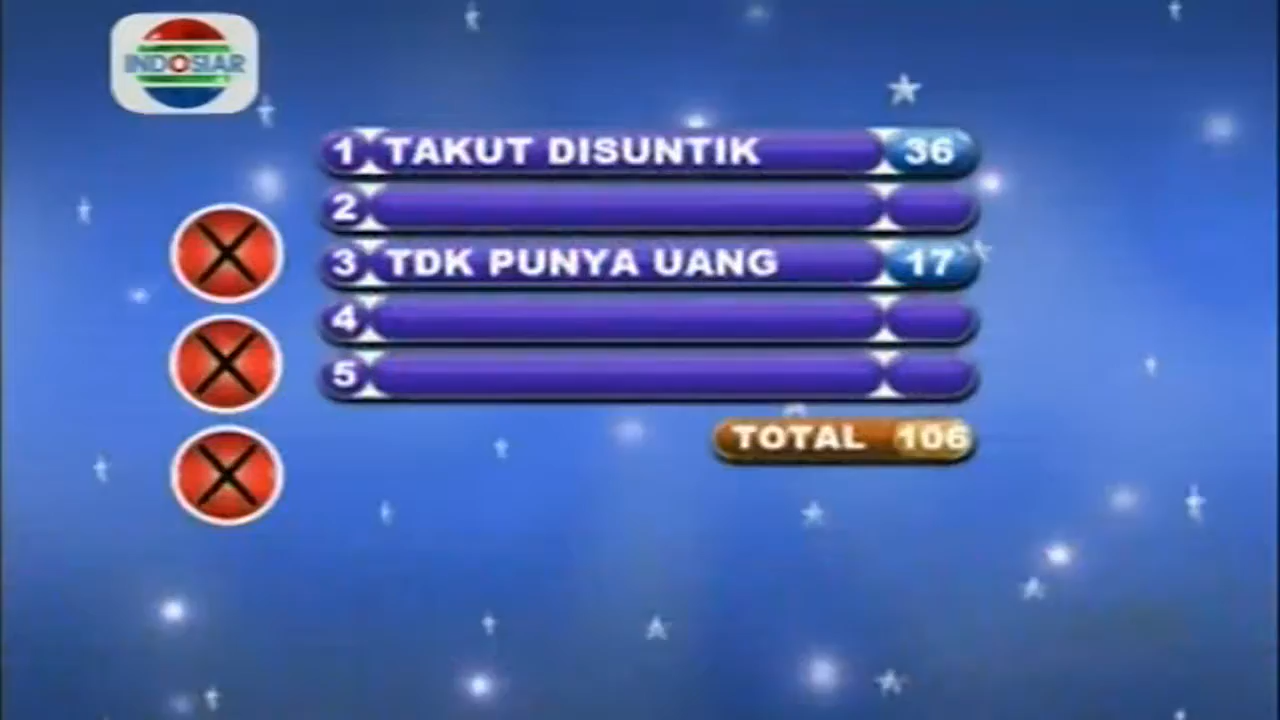 INDOSIAR
1 TAKUT DISUNTIK 36
2
3 TDK PUNYA UANG 17
4
5
TOTAL 106